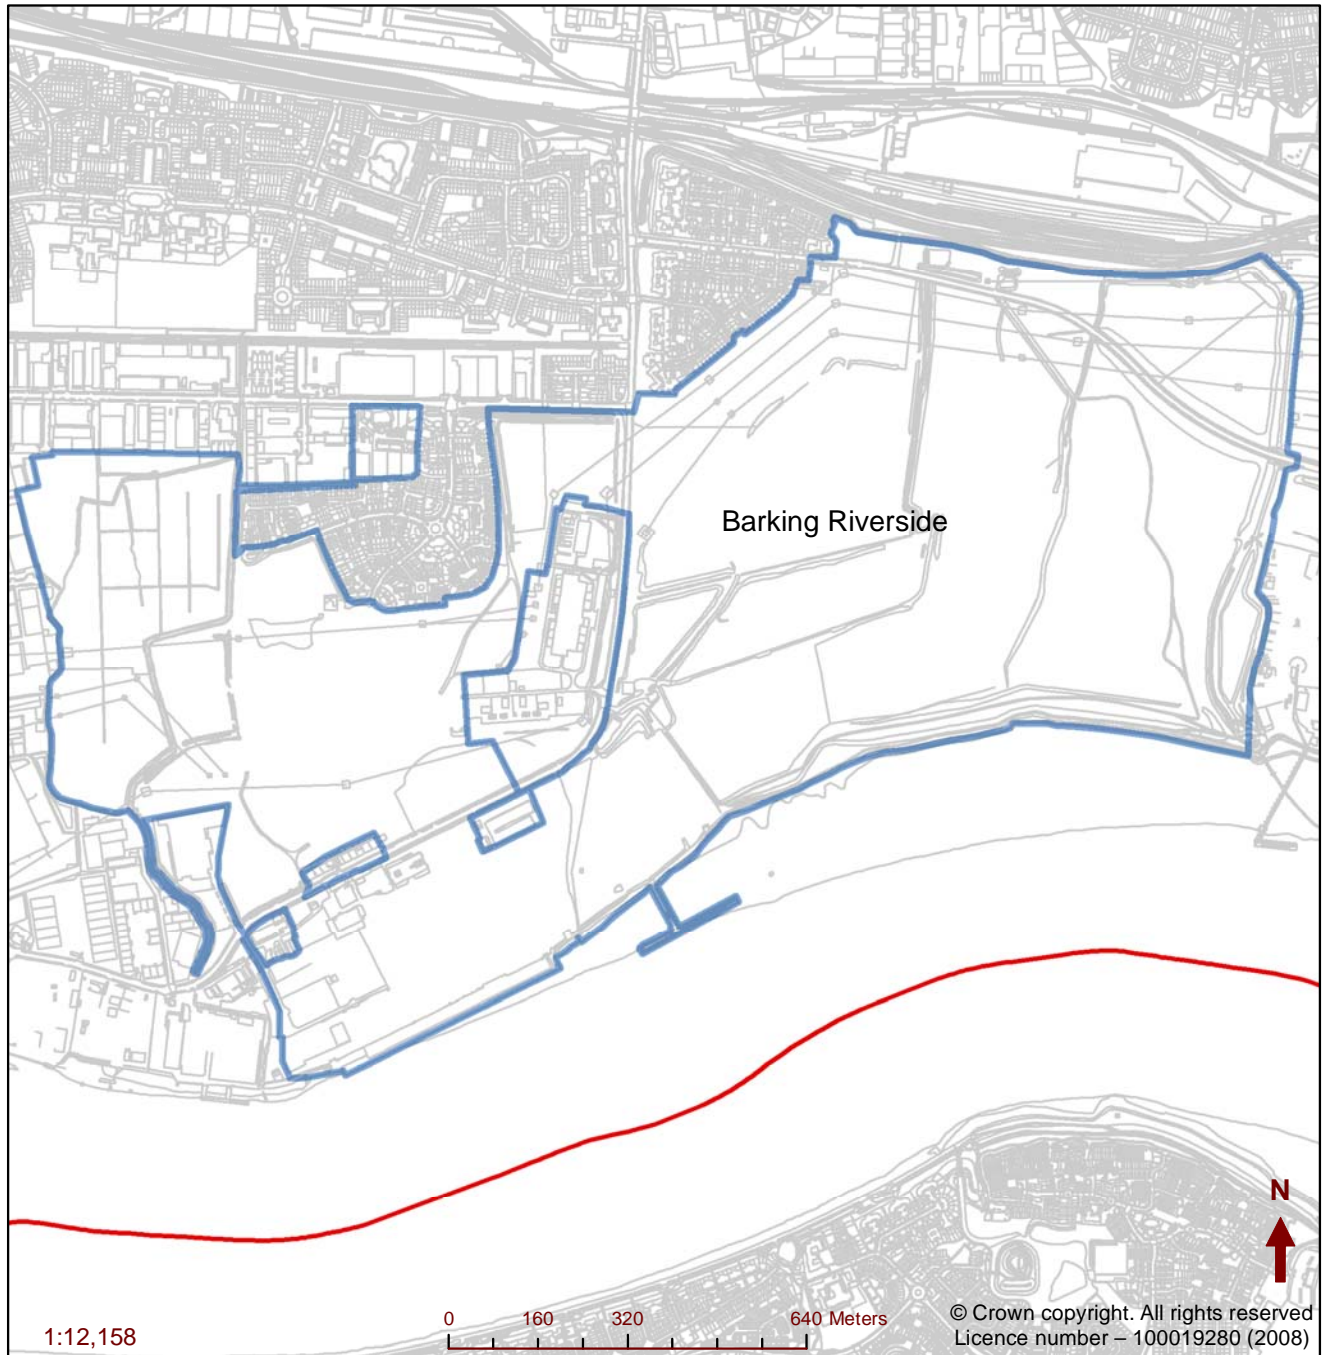 Barking Riverside
N
0 160 320 640 Meters
1:12,158
© Crown copyright. All rights reserved
Licence number – 100019280 (2008)